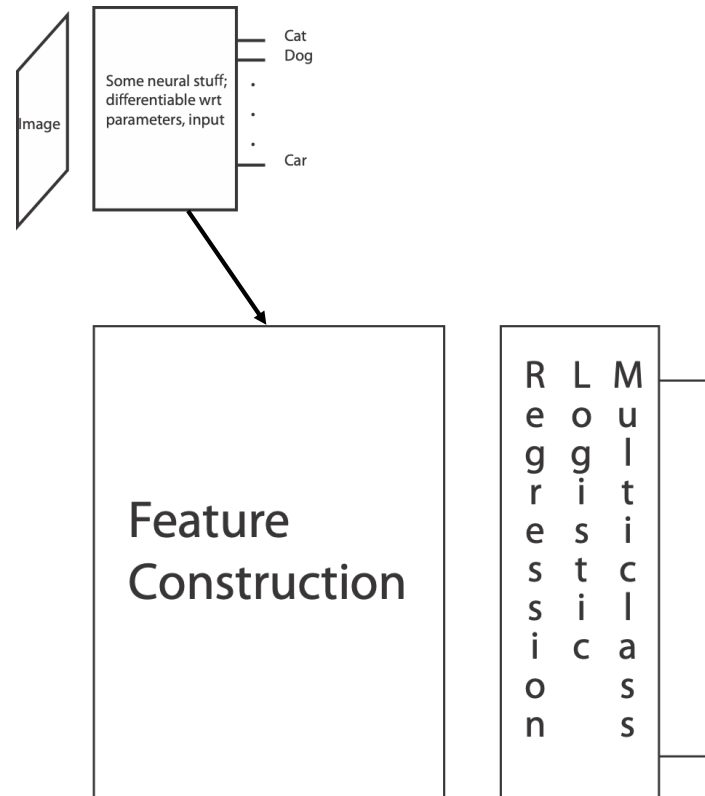 Image
Some neural stuff;
differentiable wrt
parameters, input
Cat
Dog
.
.
.
Car
Feature
Construction
Regression
Logistic
Multiclass